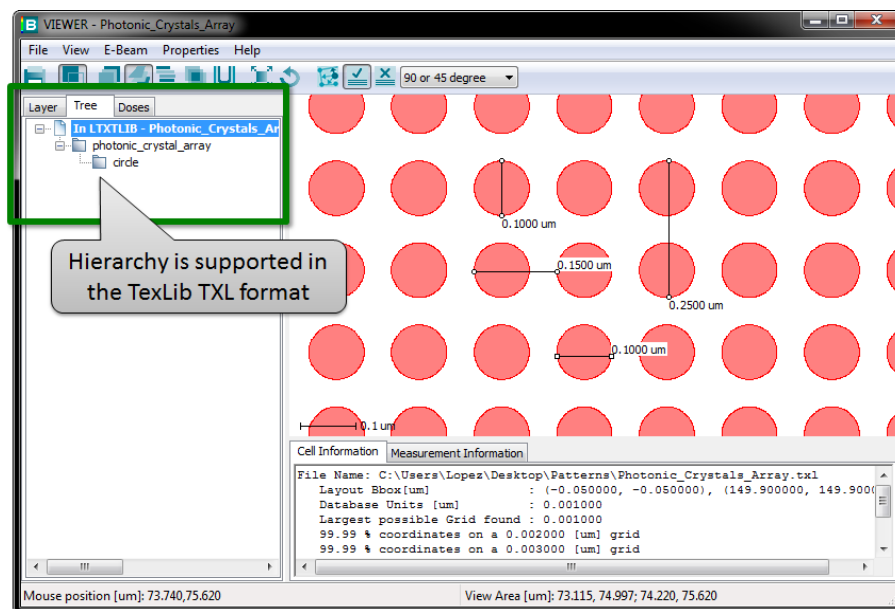 VIEWER - Photonic_Crystals_Array
File View E-Beam Properties Help
90 or 45 degree
Layer Tree Doses
In LTXTLIB - Photonic_Crystals_Ar
photonic_crystal_array
circle
Hierarchy is supported in
the TexLib TXL format
0.1000 um
0.1500 um
0.2500 um
0.1000 um
0.1 um
Cell Information Measurement Information
File Name: C:\Users\Lopez\Desktop\Patterns\Photonic_Crystals_Array.txl
Layout Bbox[um] : (-0.050000, -0.050000), (149.900000, 149.900
Database Units [um] : 0.001000
Largest possible Grid found : 0.001000
99.99 % coordinates on a 0.002000 [um] grid
99.99 % coordinates on a 0.003000 [um] grid
Mouse position [um]: 73.740,75.620
View Area [um]: 73.115, 74.997; 74.220, 75.620